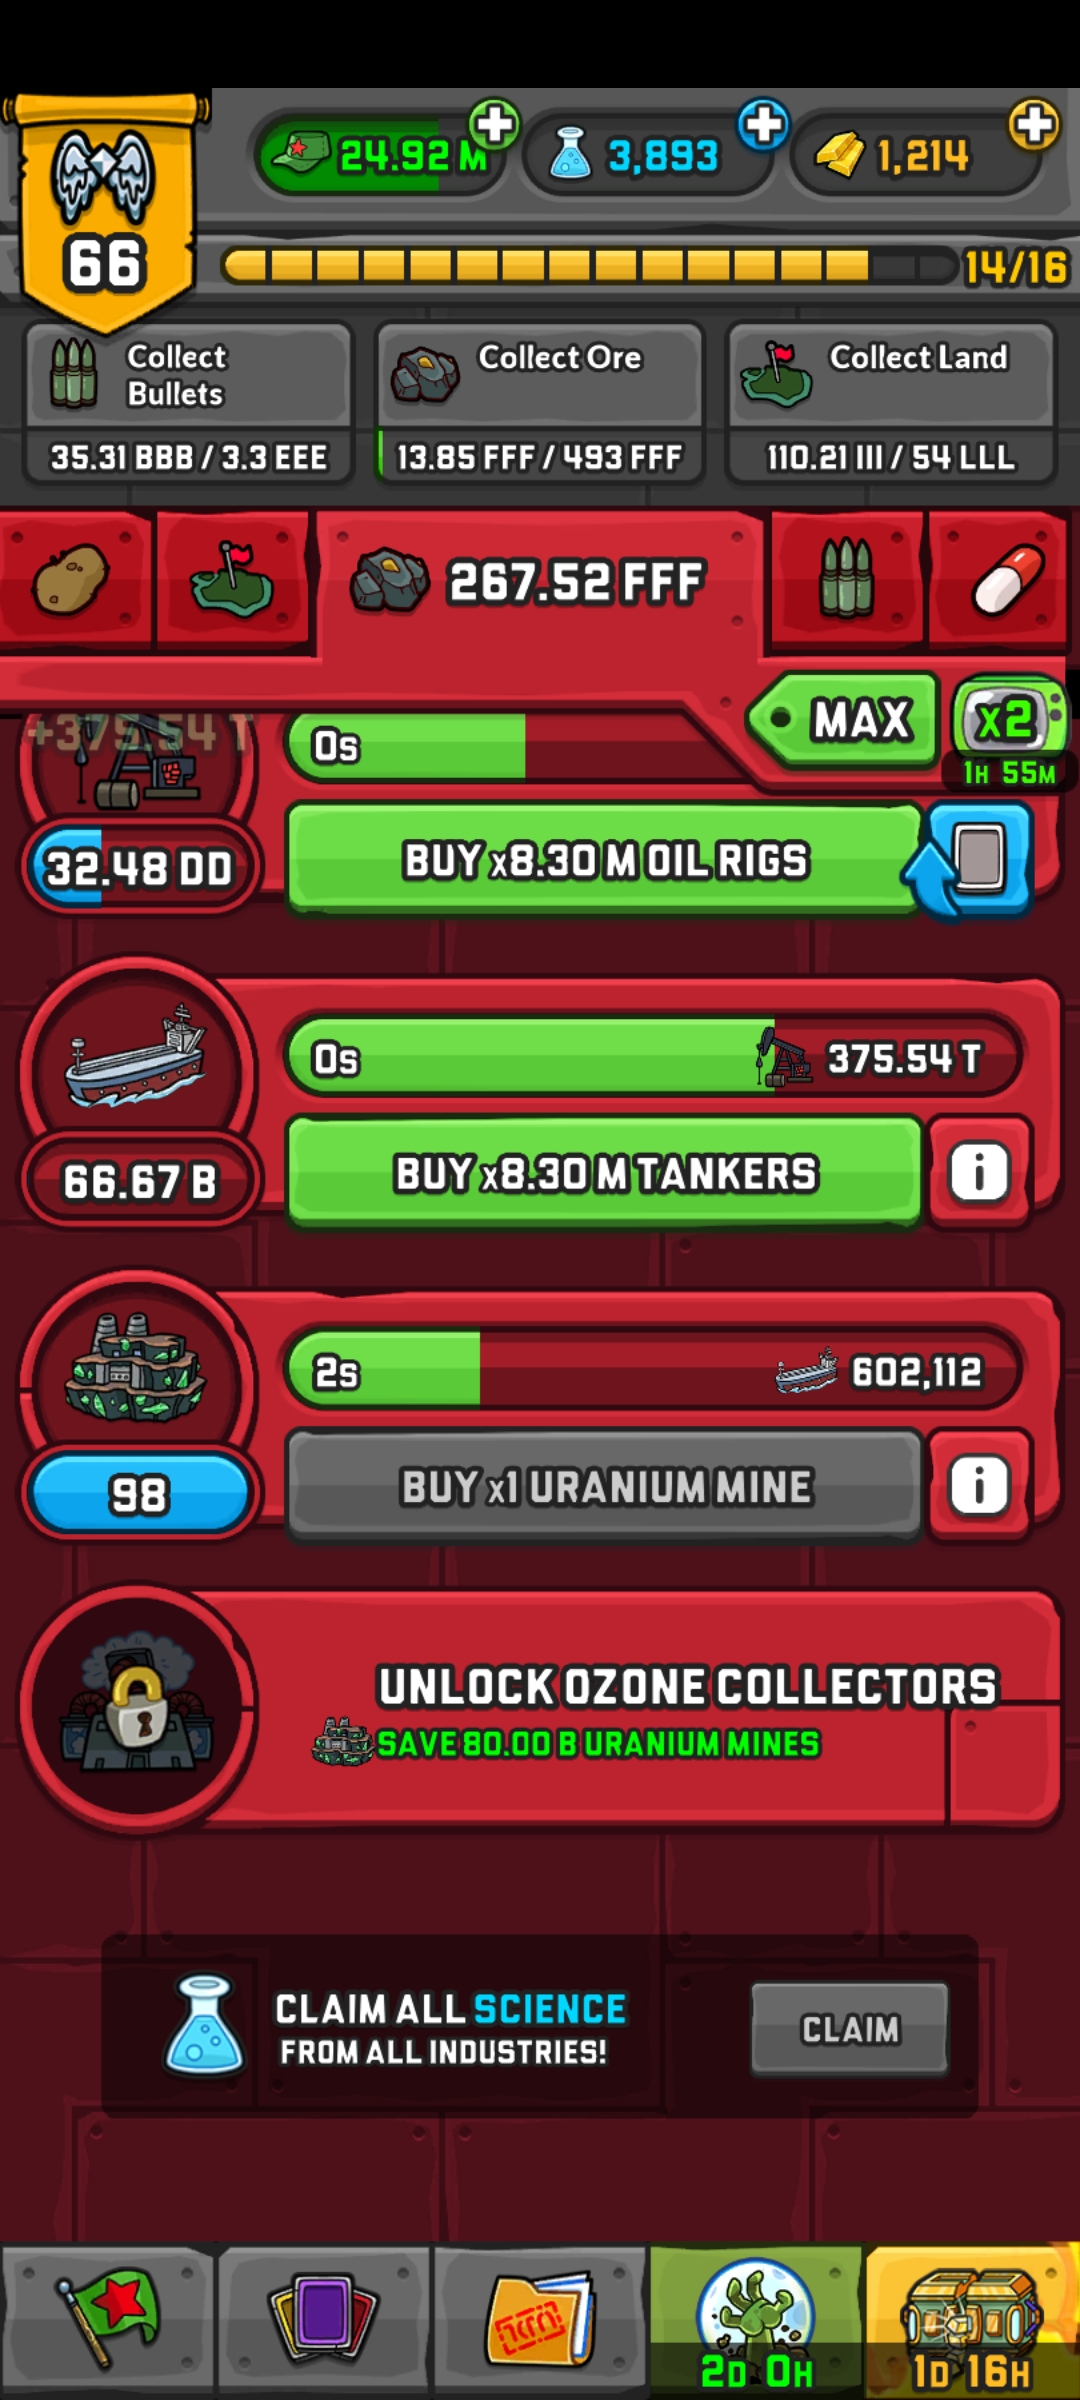 24.92 M
3,893
1,214
66
14/16
Collect
Bullets
Collect Ore
Collect Land
35.31 BBB / 3.3 EEE
13.85 FFF / 493 FFF
110.21 III / 54 LLL
267.52 FFF
MAX
x2
1H 55M
+375.54 T
0s
32.48 DD
BUY x8.30 M OIL RIGS
0s
375.54 T
66.67 B
BUY x8.30 M TANKERS
i
2s
602,112
98
BUY x1 URANIUM MINE
i
UNLOCK OZONE COLLECTORS
SAVE 80.00 B URANIUM MINES
CLAIM ALL SCIENCE
FROM ALL INDUSTRIES!
CLAIM
2D 0H
1D 16H